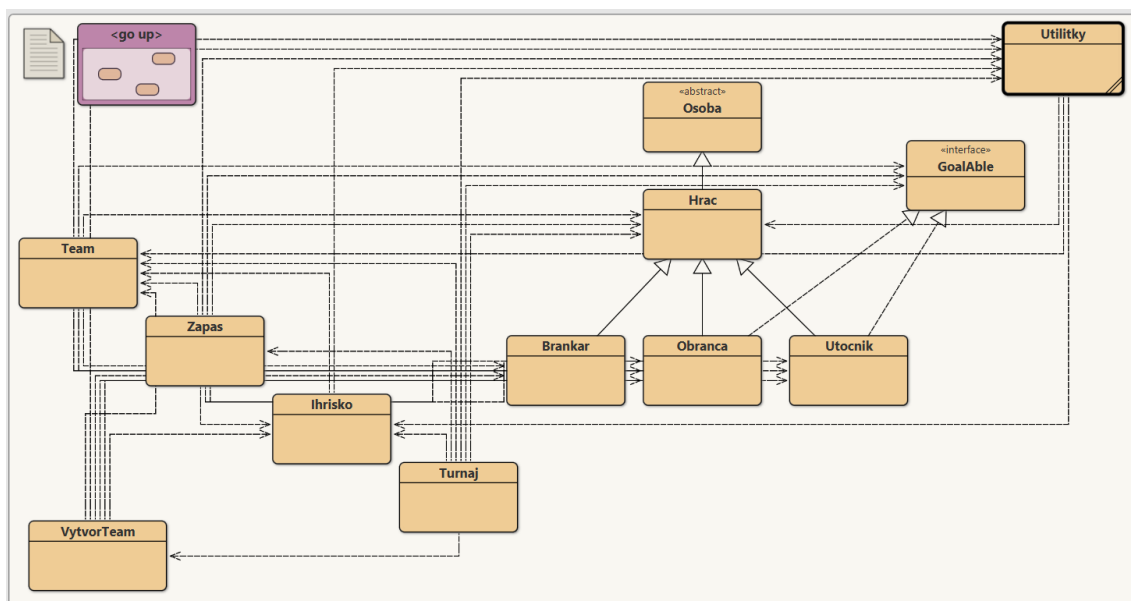 <go up>
Utilitky
«abstract»
Osoba
«interface»
GoalAble
Hrac
Team
Zapas
Brankar
Obranca
Utocnik
Ihrisko
Turnaj
VytvorTeam